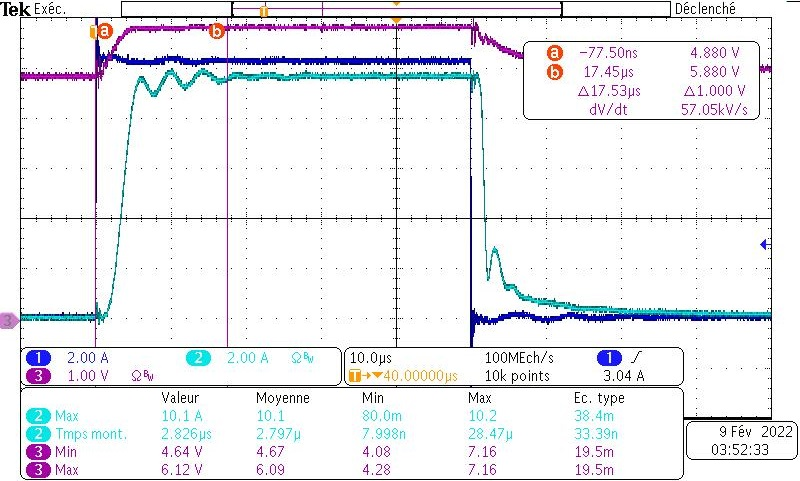 Tek Exéc. Déclenché
T a b
a −77.50ns 4.880 V
b 17.45µs 5.880 V
Δ17.53µs Δ1.000 V
dV/dt 57.05kV/s
3
1 2.00 A 2 2.00 A ΩBW
3 1.00 V ΩBW
10.0µs 100MEch/s 1 ƒ
T→▼40.00000µs 10k points 3.04 A
Valeur Moyenne Min Max Ec. type
2 Max 10.1 A 10.1 80.0m 10.2 38.4m
2 Tmps mont. 2.826µs 2.797µ 7.998n 28.47µ 33.39n
3 Min 4.64 V 4.67 4.08 7.16 19.5m
3 Max 6.12 V 6.09 4.28 7.16 19.5m
9 Fév 2022
03:52:33